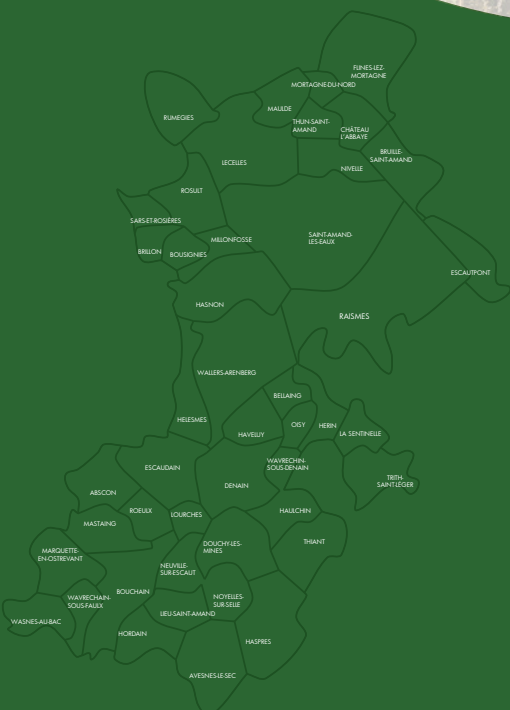 FLINES-LEZ-
MORTAGNE
MORTAGNE-DU-NORD
MAULDE
RUMEGIES
THUN-SAINT-
AMAND
CHÂTEAU
L'ABBAYE
BRUILLE-
SAINT-AMAND
LECELLES
NIVELLE
ROSULT
SARS-ET-ROSIÈRES
MILLONFOSSE
SAINT-AMAND-
LES-EAUX
BRILLON
BOUSIGNIES
ESCAUTPONT
HASNON
RAISMES
WALLERS-ARENBERG
BELLAING
HELESMES
OISY
HERIN
HAVELUY
LA SENTINELLE
ESCAUDAIN
WAVRECHIN-
SOUS-DENAIN
TRITH-
SAINT-LÉGER
DENAIN
ABSCON
ROEULX
LOURCHES
HAULCHIN
MASTAING
THIANT
DOUCHY-LES-
MINES
MARQUETTE-
EN-OSTREVANT
NEUVILLE-
SUR-ESCAUT
BOUCHAIN
WAVRECHAIN-
SOUS-FAULX
NOYELLES-
SUR-SELLE
LIEU-SAINT-AMAND
WASNES-AU-BAC
HORDAIN
HASPRES
AVESNES-LE-SEC